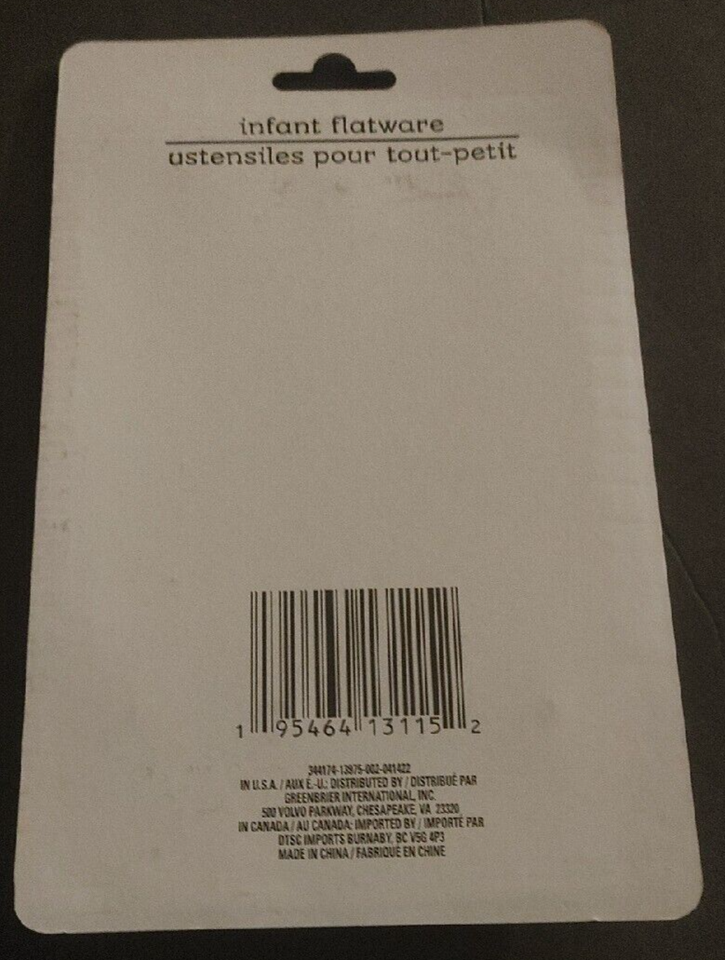 infant flatware
ustensiles pour tout-petit
1 95464 13115 2
344174-13975-002-041422
IN U.S.A. / AUX É.-U.: DISTRIBUTED BY / DISTRIBUÉ PAR
GREENBRIER INTERNATIONAL, INC.
500 VOLVO PARKWAY, CHESAPEAKE, VA 23320
IN CANADA / AU CANADA: IMPORTED BY / IMPORTÉ PAR
DTSC IMPORTS BURNABY, BC V5G 4P3
MADE IN CHINA / FABRIQUÉ EN CHINE